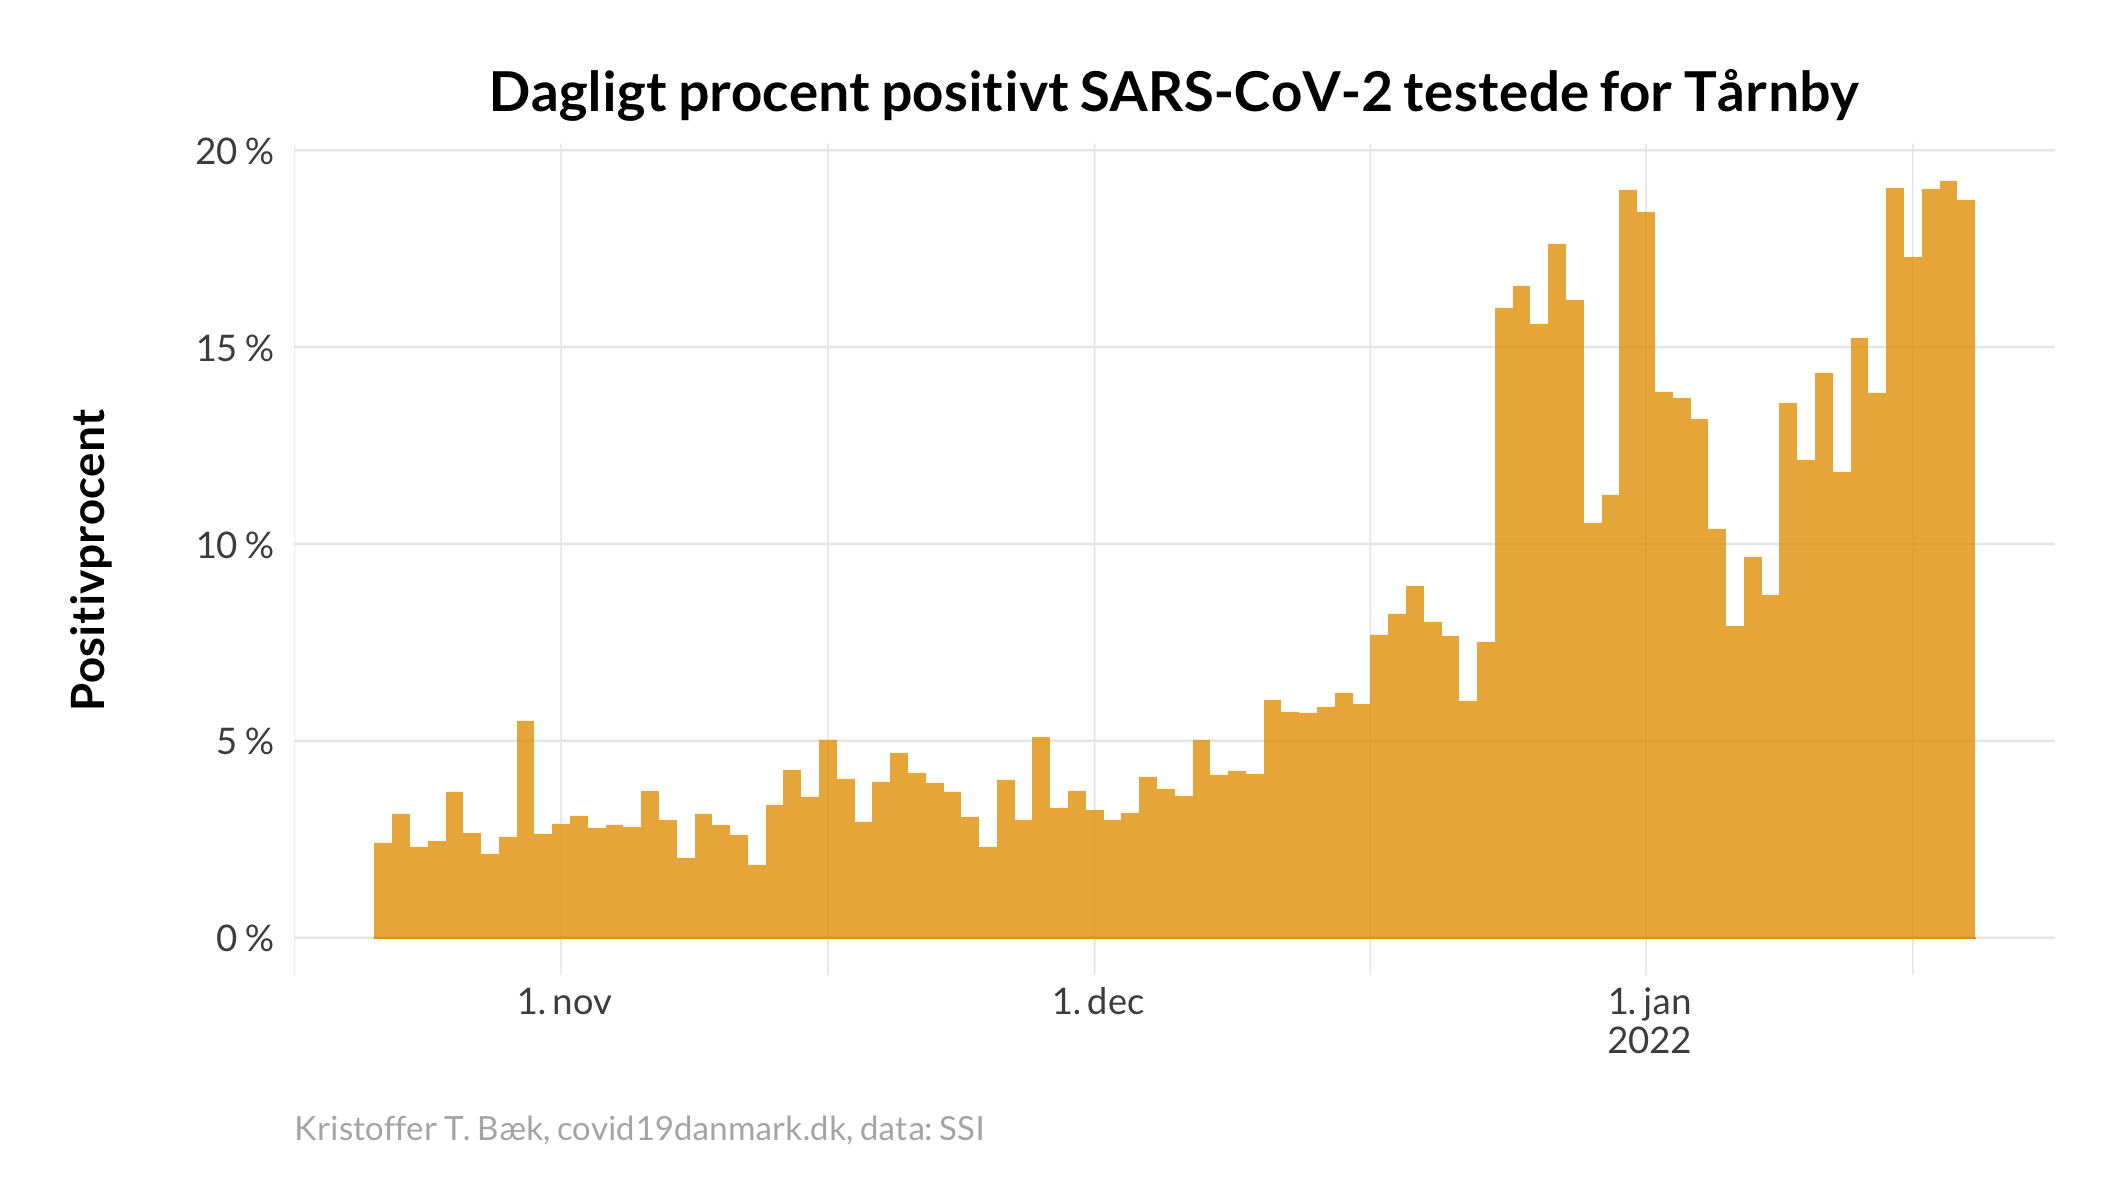 Dagligt procent positivt SARS-CoV-2 testede for Tårnby
Positivprocent
20 %
15 %
10 %
5 %
0 %
1. nov
1. dec
1. jan
2022
Kristoffer T. Bæk, covid19danmark.dk, data: SSI